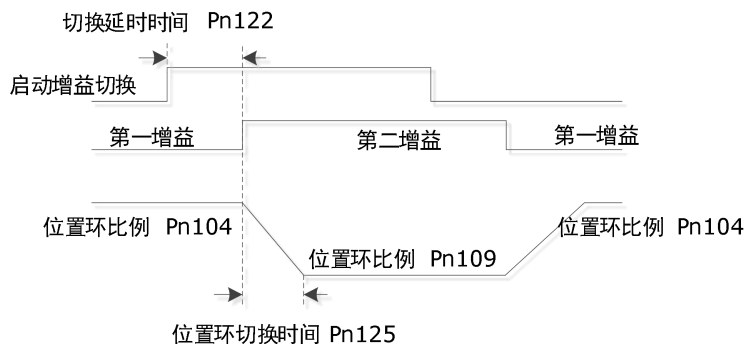 切换延时时间 Pn122
启动增益切换
第一增益 第二增益 第一增益
位置环比例 Pn104 位置环比例 Pn104
位置环比例 Pn109
位置环切换时间 Pn125